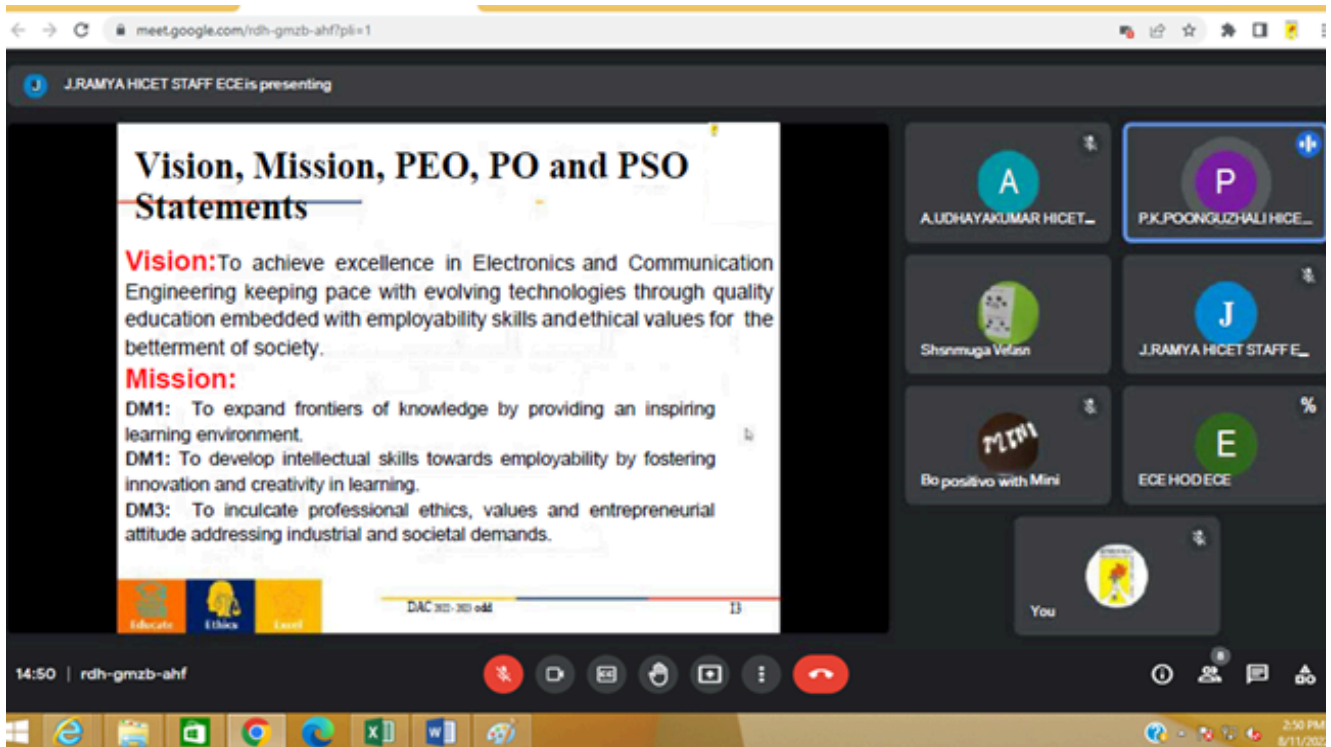 meet.google.com/rdh-gmzb-ahf?pli=1
J
J.RAMYA HICET STAFF ECE is presenting
Vision, Mission, PEO, PO and PSO
Statements
Vision:To achieve excellence in Electronics and Communication
Engineering keeping pace with evolving technologies through quality
education embedded with employability skills andethical values for the
betterment of society.
Mission:
DM1: To expand frontiers of knowledge by providing an inspiring
learning environment.
DM1: To develop intellectual skills towards employability by fostering
innovation and creativity in learning.
DM3: To inculcate professional ethics, values and entrepreneurial
attitude addressing industrial and societal demands.
Educate Ethics Excel
DAC 2022- 2023 odd 13
A
A.UDHAYAKUMAR HICET...
P
P.K.POONGUZHALI HICE...
Shsnmuga Velasn
J
J.RAMYA HICET STAFF E...
MINI
Bo positivo with Mini
E
ECE HOD ECE
You
14:50 | rdh-gmzb-ahf
CC
8
2:50 PM